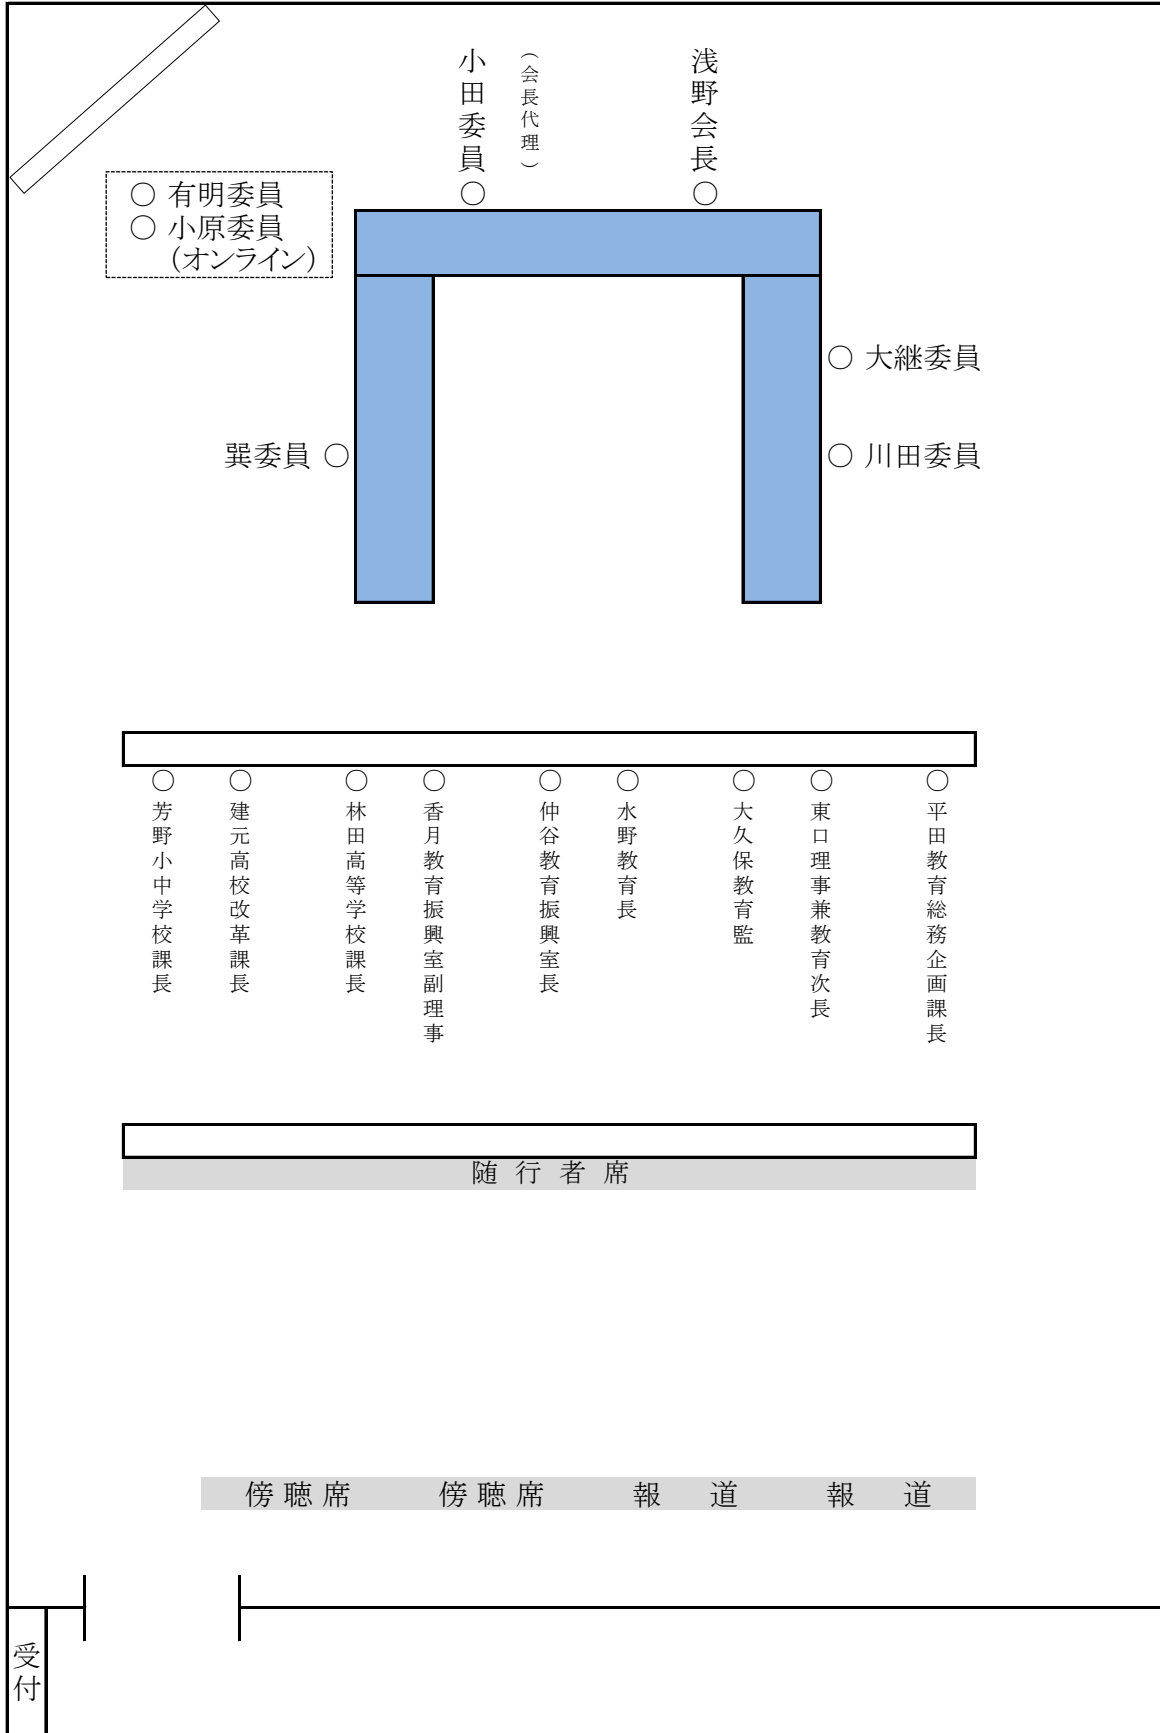 浅野会長
(会長代理)
小田委員
○
○
○ 有明委員
○ 小原委員
(オンライン)
○ 大継委員
巽委員 ○
○ 川田委員
○平田教育総務企画課長
○東口理事兼教育次長
○大久保教育監
○水野教育長
○仲谷教育振興室長
○香月教育振興室副理事
○林田高等学校課長
○建元高校改革課長
○芳野小中学校課長
随行者席
傍聴席 傍聴席 報道 報道
受付